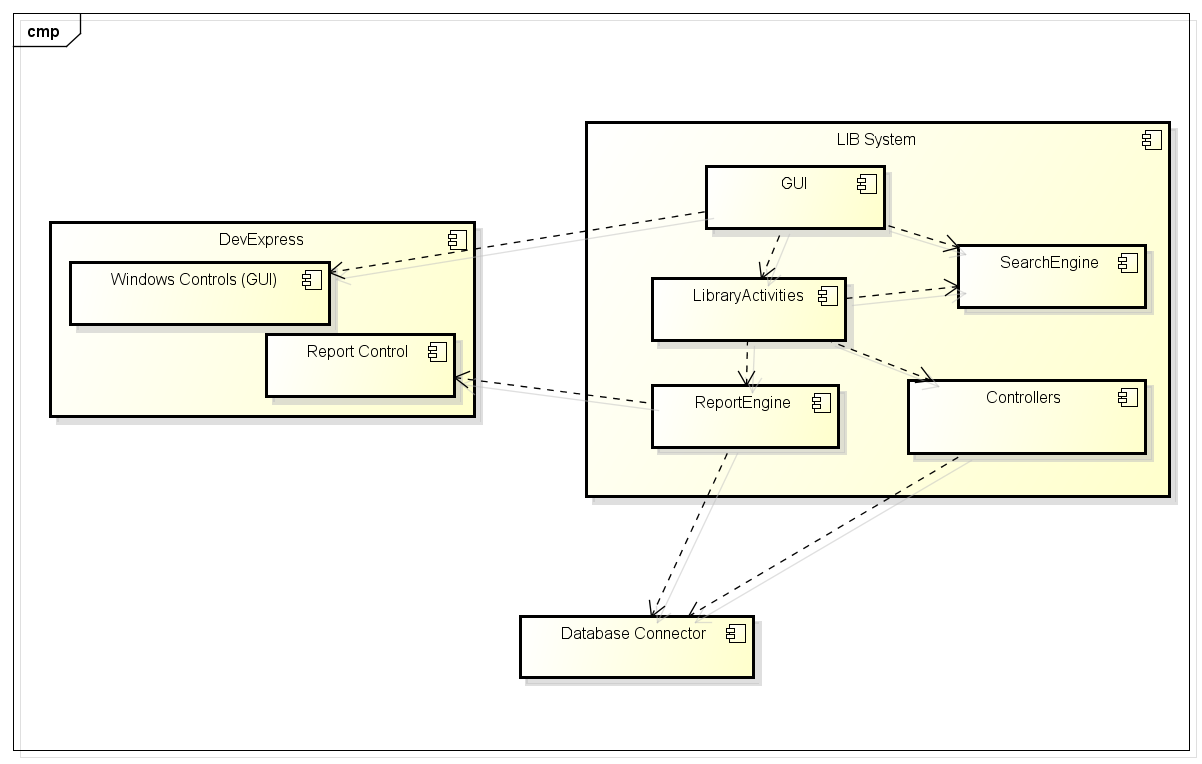 cmp
LIB System
GUI
DevExpress
SearchEngine
Windows Controls (GUI)
LibraryActivities
Report Control
Controllers
ReportEngine
Database Connector